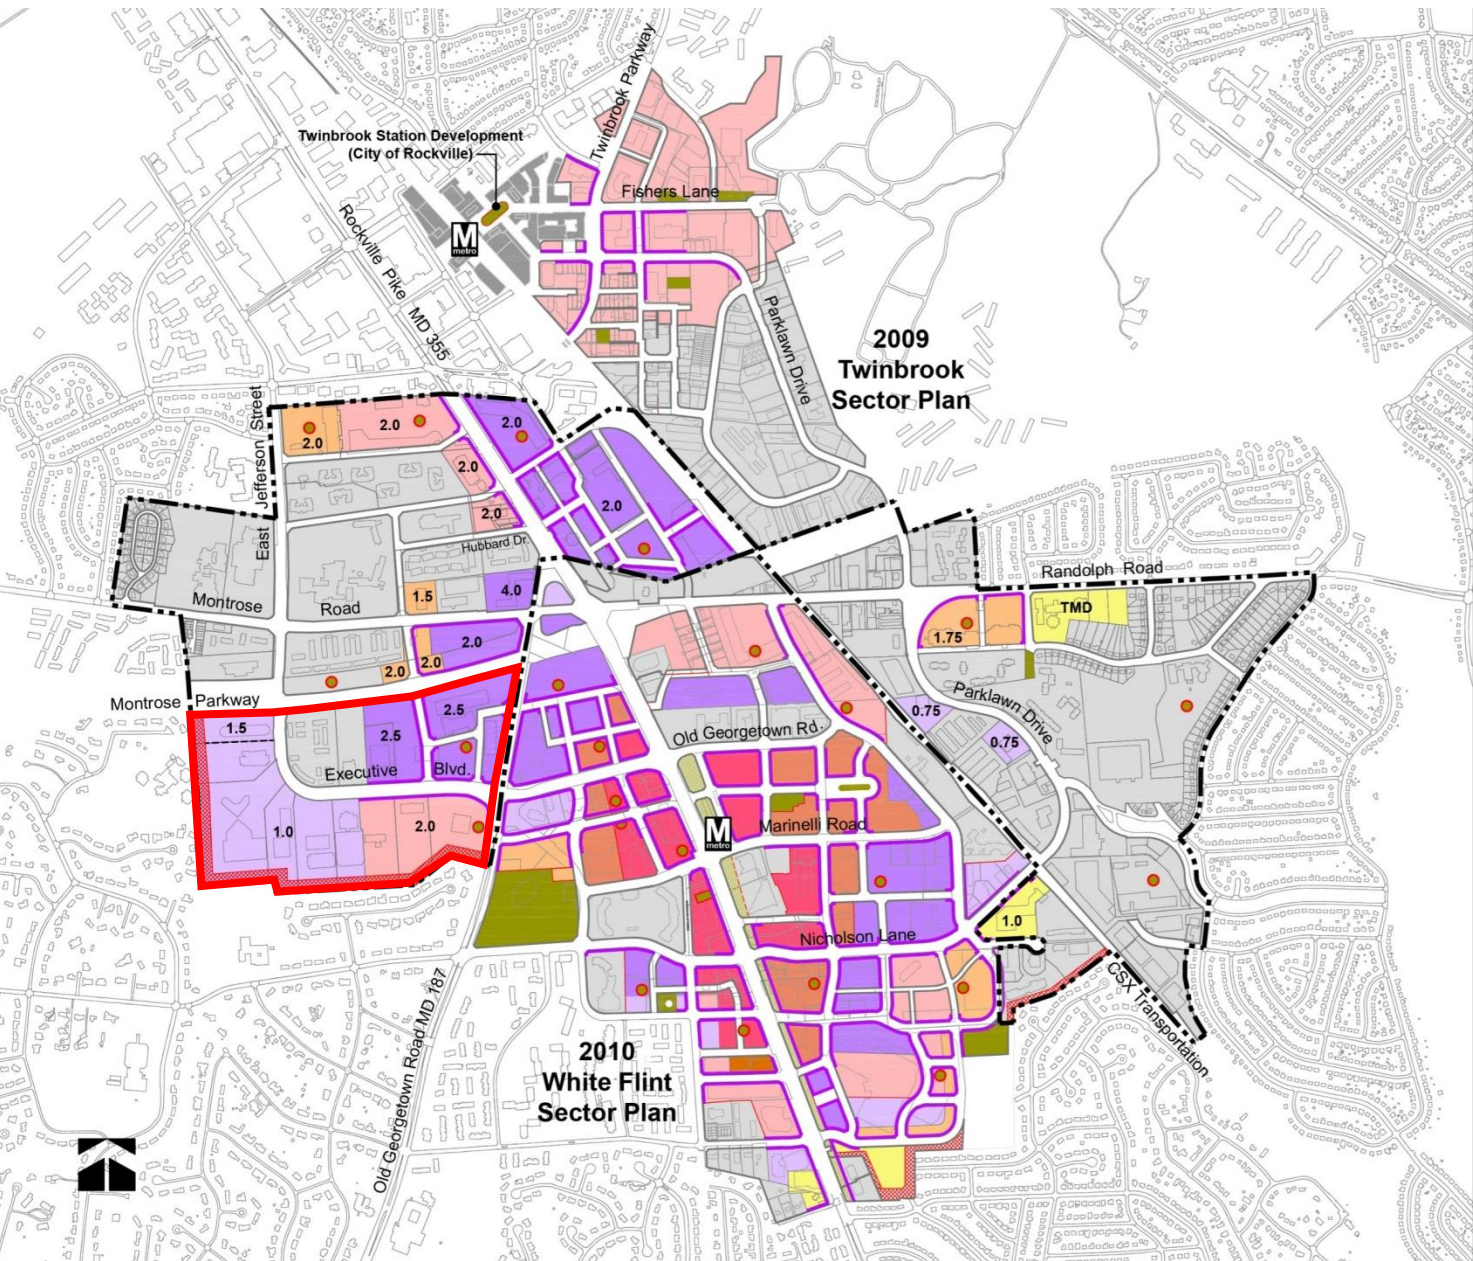 Twinbrook Parkway
Twinbrook Station Development
(City of Rockville)
Fishers Lane
M
metro
Rockville Pike MD 355
Parklawn Drive
2009
Twinbrook
Sector Plan
East Jefferson Street
2.0
2.0
2.0
2.0
2.0
2.0
Hubbard Dr.
Montrose Road
1.5
4.0
Randolph Road
TMD
1.75
2.0
2.0
2.0
Montrose Parkway
Parklawn Drive
0.75
0.75
1.5
2.5
2.5
Old Georgetown Rd.
Executive Blvd.
1.0
2.0
M
metro
Marinelli Road
1.0
Nicholson Lane
CSX Transportation
Old Georgetown Road MD 187
2010
White Flint
Sector Plan